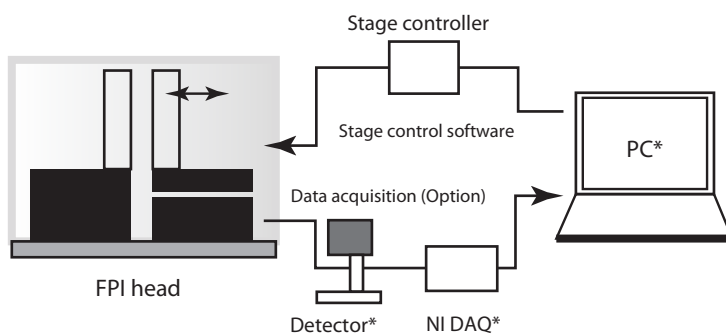 Stage controller
Stage control software
PC*
Data acquisition (Option)
FPI head
Detector*
NI DAQ*